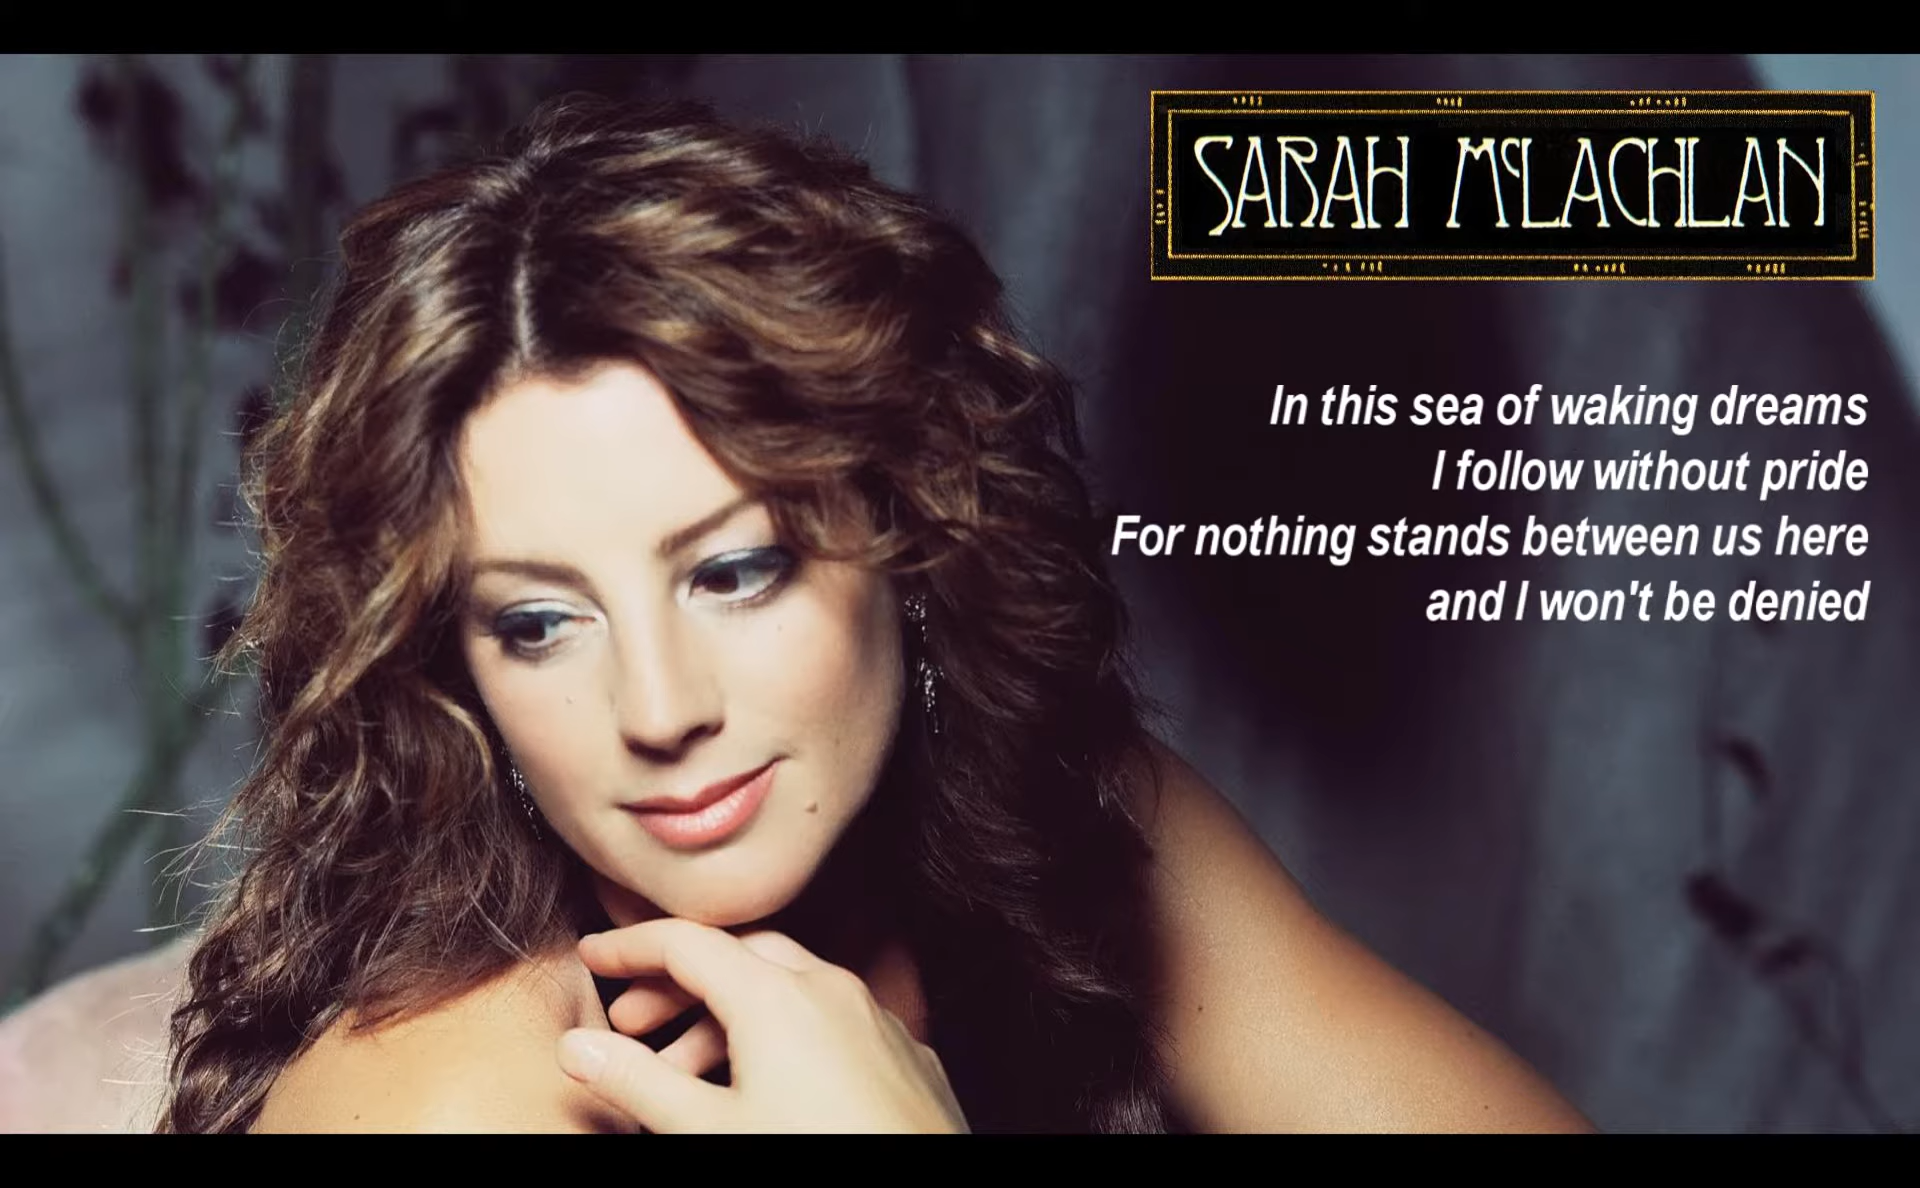 SARAH McLACHLAN
In this sea of waking dreams
I follow without pride
For nothing stands between us here
and I won't be denied